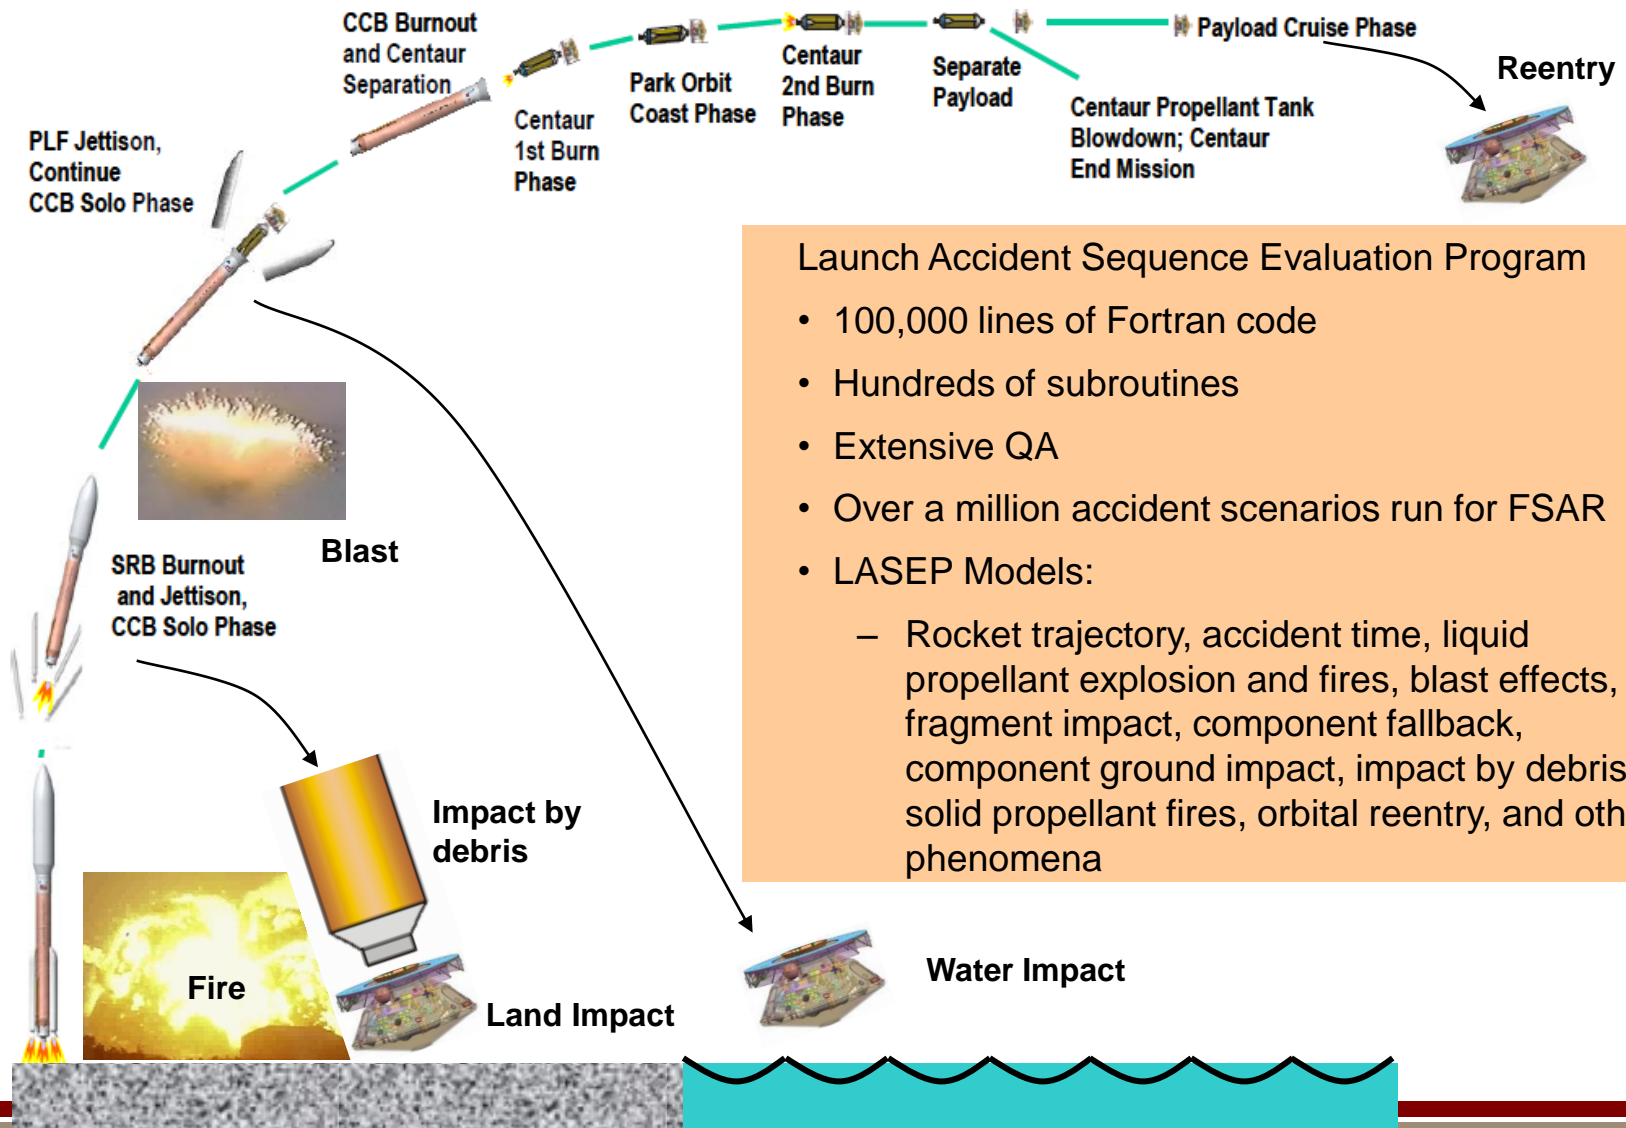 CCB Burnout
and Centaur
Separation
Centaur
1st Burn
Phase
Park Orbit
Coast Phase
Centaur
2nd Burn
Phase
Separate
Payload
Payload Cruise Phase
Centaur Propellant Tank
Blowdown; Centaur
End Mission
Reentry
PLF Jettison,
Continue
CCB Solo Phase
Launch Accident Sequence Evaluation Program
• 100,000 lines of Fortran code
• Hundreds of subroutines
• Extensive QA
• Over a million accident scenarios run for FSAR
• LASEP Models:
– Rocket trajectory, accident time, liquid
propellant explosion and fires, blast effects,
fragment impact, component fallback,
component ground impact, impact by debris
solid propellant fires, orbital reentry, and oth
phenomena
Blast
SRB Burnout
and Jettison,
CCB Solo Phase
Impact by
debris
Fire
Land Impact
Water Impact